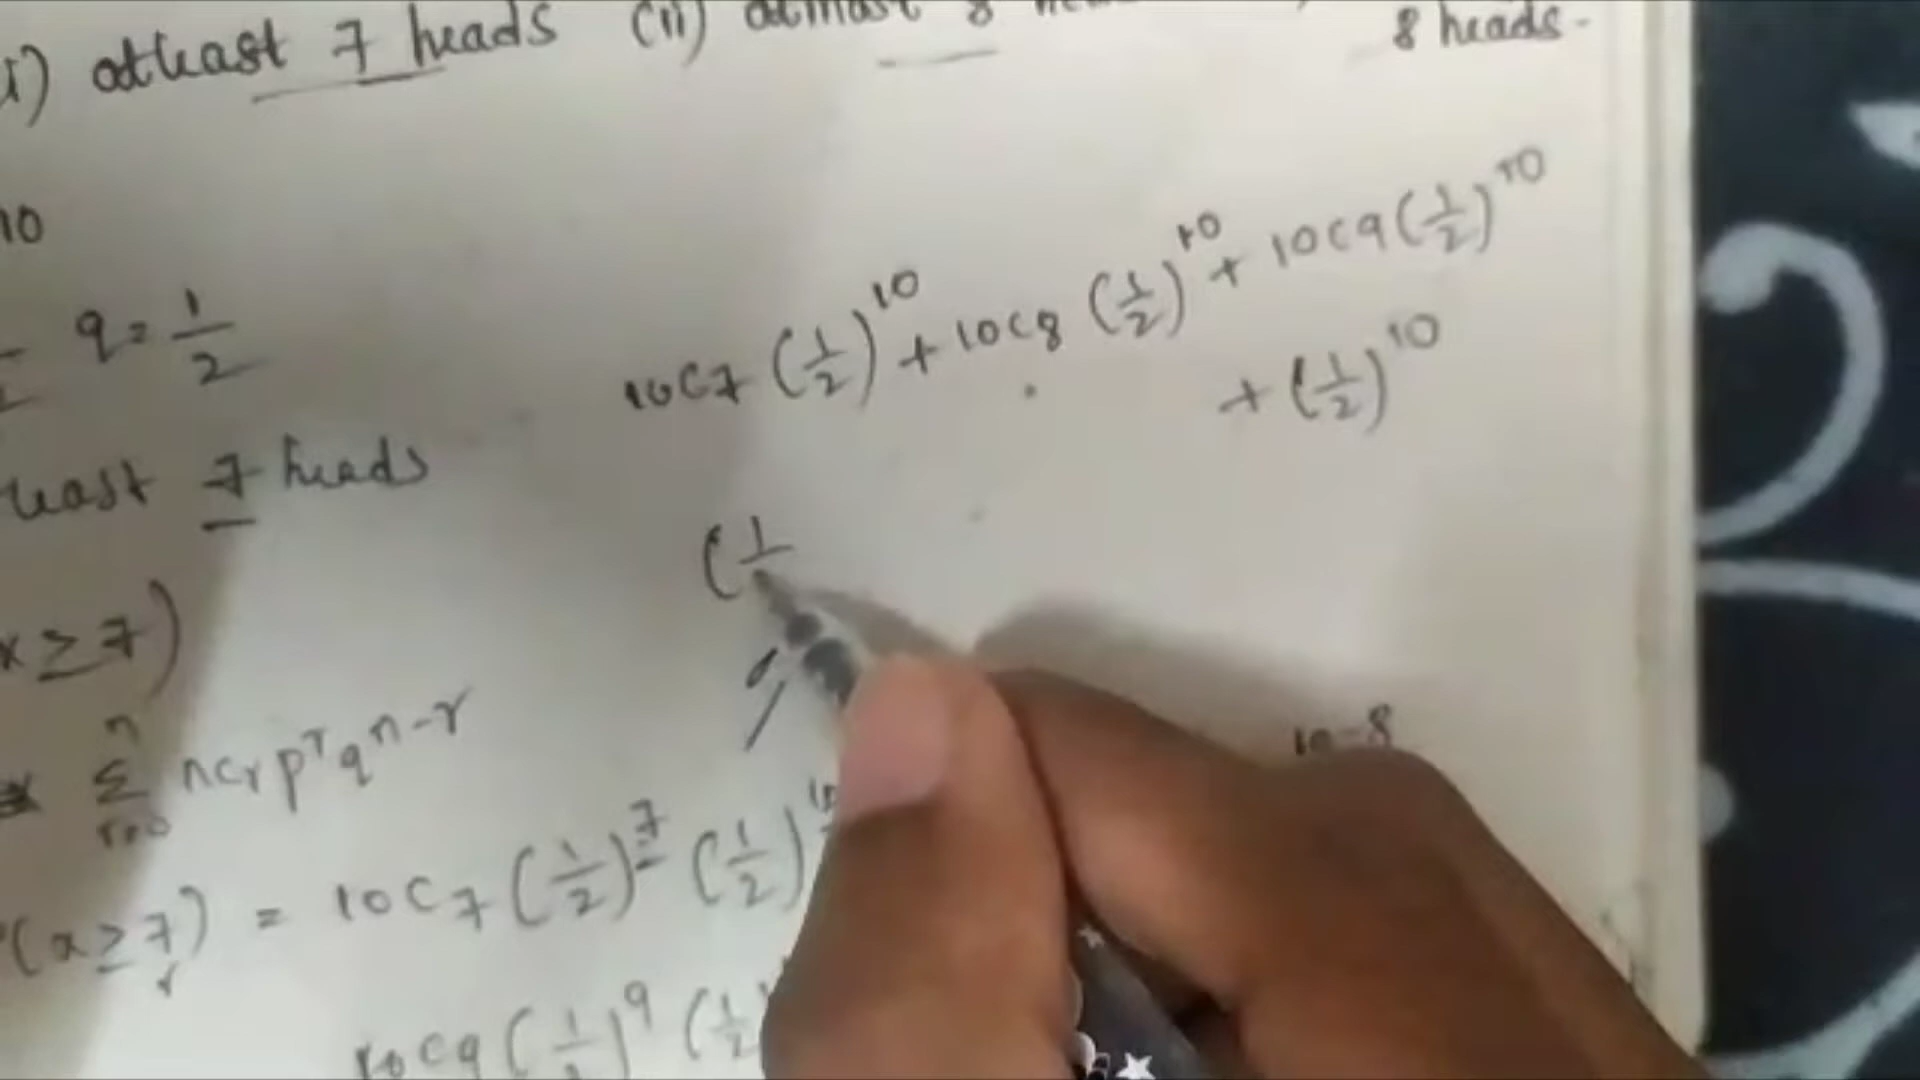 i) atleast 7 heads (ii) atmost 8
8 heads.
10
q = 1/2
10C7 (1/2)^10 + 10C8 (1/2)^10 + 10C9 (1/2)^10
+ (1/2)^10
least 7 heads
(1
x ≥ 7)
n
Σ nCr p^r q^n-r
r=0
10-8
(x ≥ 7) = 10C7 (1/2)^7 (1/2)
r
10C9 (1/2)^9 (1/2